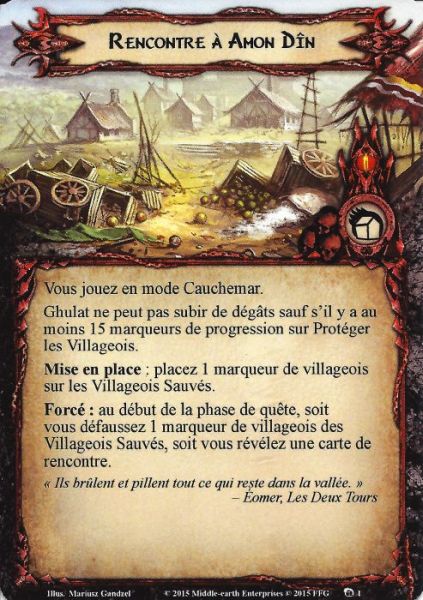 Rencontre à Amon Dîn
Vous jouez en mode Cauchemar.
Ghulat ne peut pas subir de dégâts sauf s'il y a au
moins 15 marqueurs de progression sur Protéger
les Villageois.
Mise en place : placez 1 marqueur de villageois
sur les Villageois Sauvés.
Forcé : au début de la phase de quête, soit
vous défaussez 1 marqueur de villageois des
Villageois Sauvés, soit vous révélez une carte de
rencontre.
« Ils brûlent et pillent tout ce qui reste dans la vallée. »
– Éomer, Les Deux Tours
Illus. Mariusz Gandzel © 2015 Middle-earth Enterprises © 2015 FFG 1